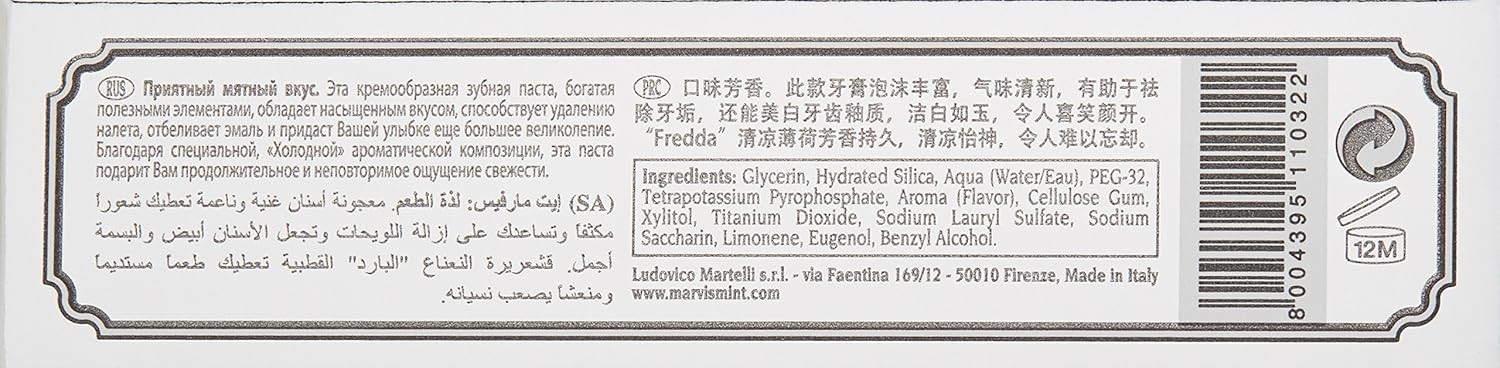 RUS Приятный мятный вкус. Эта кремообразная зубная паста, богатая
полезными элементами, обладает насыщенным вкусом, способствует удалению
налета, отбеливает эмаль и придаст Вашей улыбке еще большее великолепие.
Благодаря специальной, «Холодной» ароматической композиции, эта паста
подарит Вам продолжительное и неповторимое ощущение свежести.
(SA) إيت مارفيس: لذة الطعم. معجونة أسنان غنية وناعمة تعطيك شعوراً
مكثفا وتساعدك على إزالة اللويحات وتجعل الأسنان أبيض والبسمة
أجمل. قشعريرة النعناع "البارد" القطبية تعطيك طعما مستديما
ومنعشا يصعب نسيانه.
PRC 口味芳香。此款牙膏泡沫丰富，气味清新，有助于祛
除牙垢，还能美白牙齿釉质，洁白如玉，令人喜笑颜开。
“Fredda”清凉薄荷芳香持久，清凉怡神，令人难以忘却。
Ingredients: Glycerin, Hydrated Silica, Aqua (Water/Eau), PEG-32,
Tetrapotassium Pyrophosphate, Aroma (Flavor), Cellulose Gum,
Xylitol, Titanium Dioxide, Sodium Lauryl Sulfate, Sodium
Saccharin, Limonene, Eugenol, Benzyl Alcohol.
Ludovico Martelli s.r.l. - via Faentina 169/12 - 50010 Firenze, Made in Italy
www.marvismint.com
8 004395 110322
12M